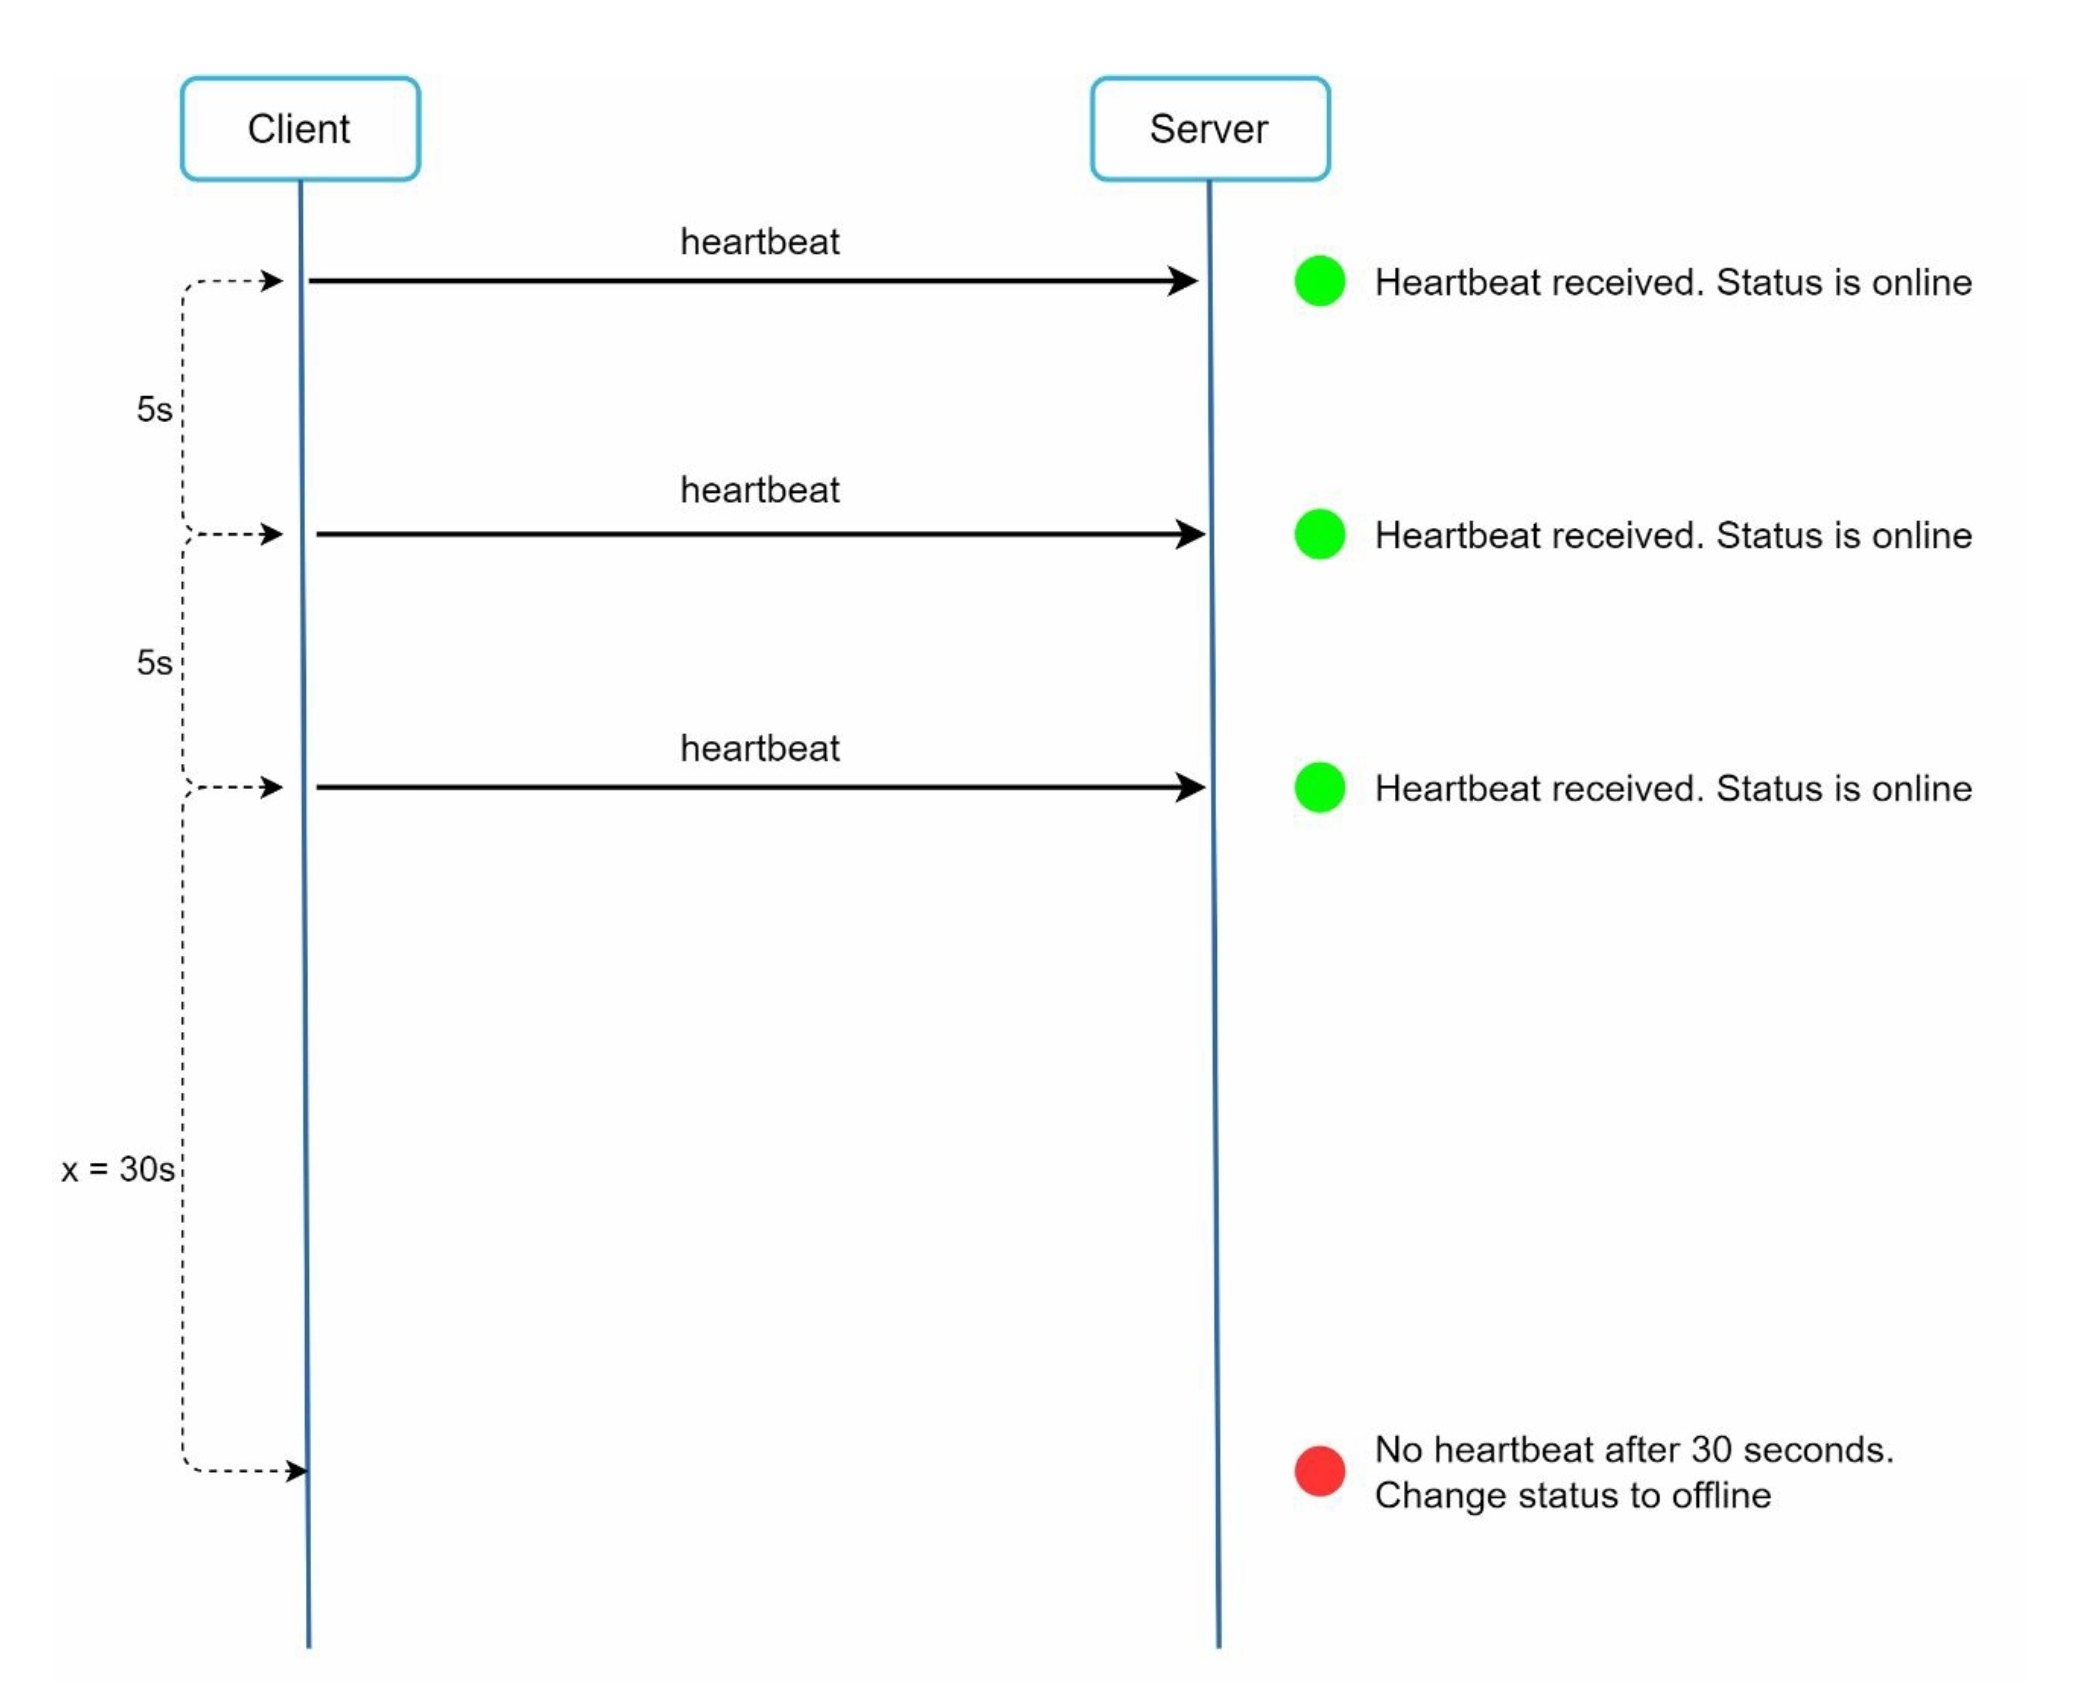 Client
Server
heartbeat
Heartbeat received. Status is online
5s
heartbeat
Heartbeat received. Status is online
5s
heartbeat
Heartbeat received. Status is online
x = 30s
No heartbeat after 30 seconds.
Change status to offline